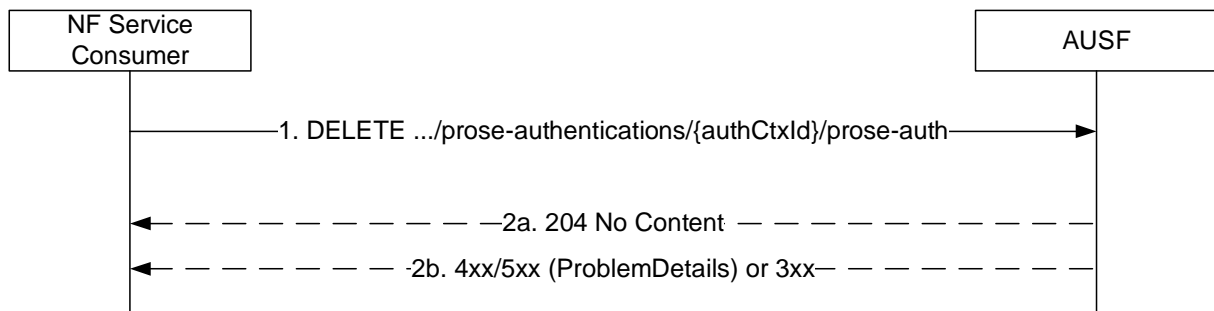 NF Service
Consumer
AUSF
1. DELETE .../prose-authentications/{authCtxId}/prose-auth
2a. 204 No Content
2b. 4xx/5xx (ProblemDetails) or 3xx